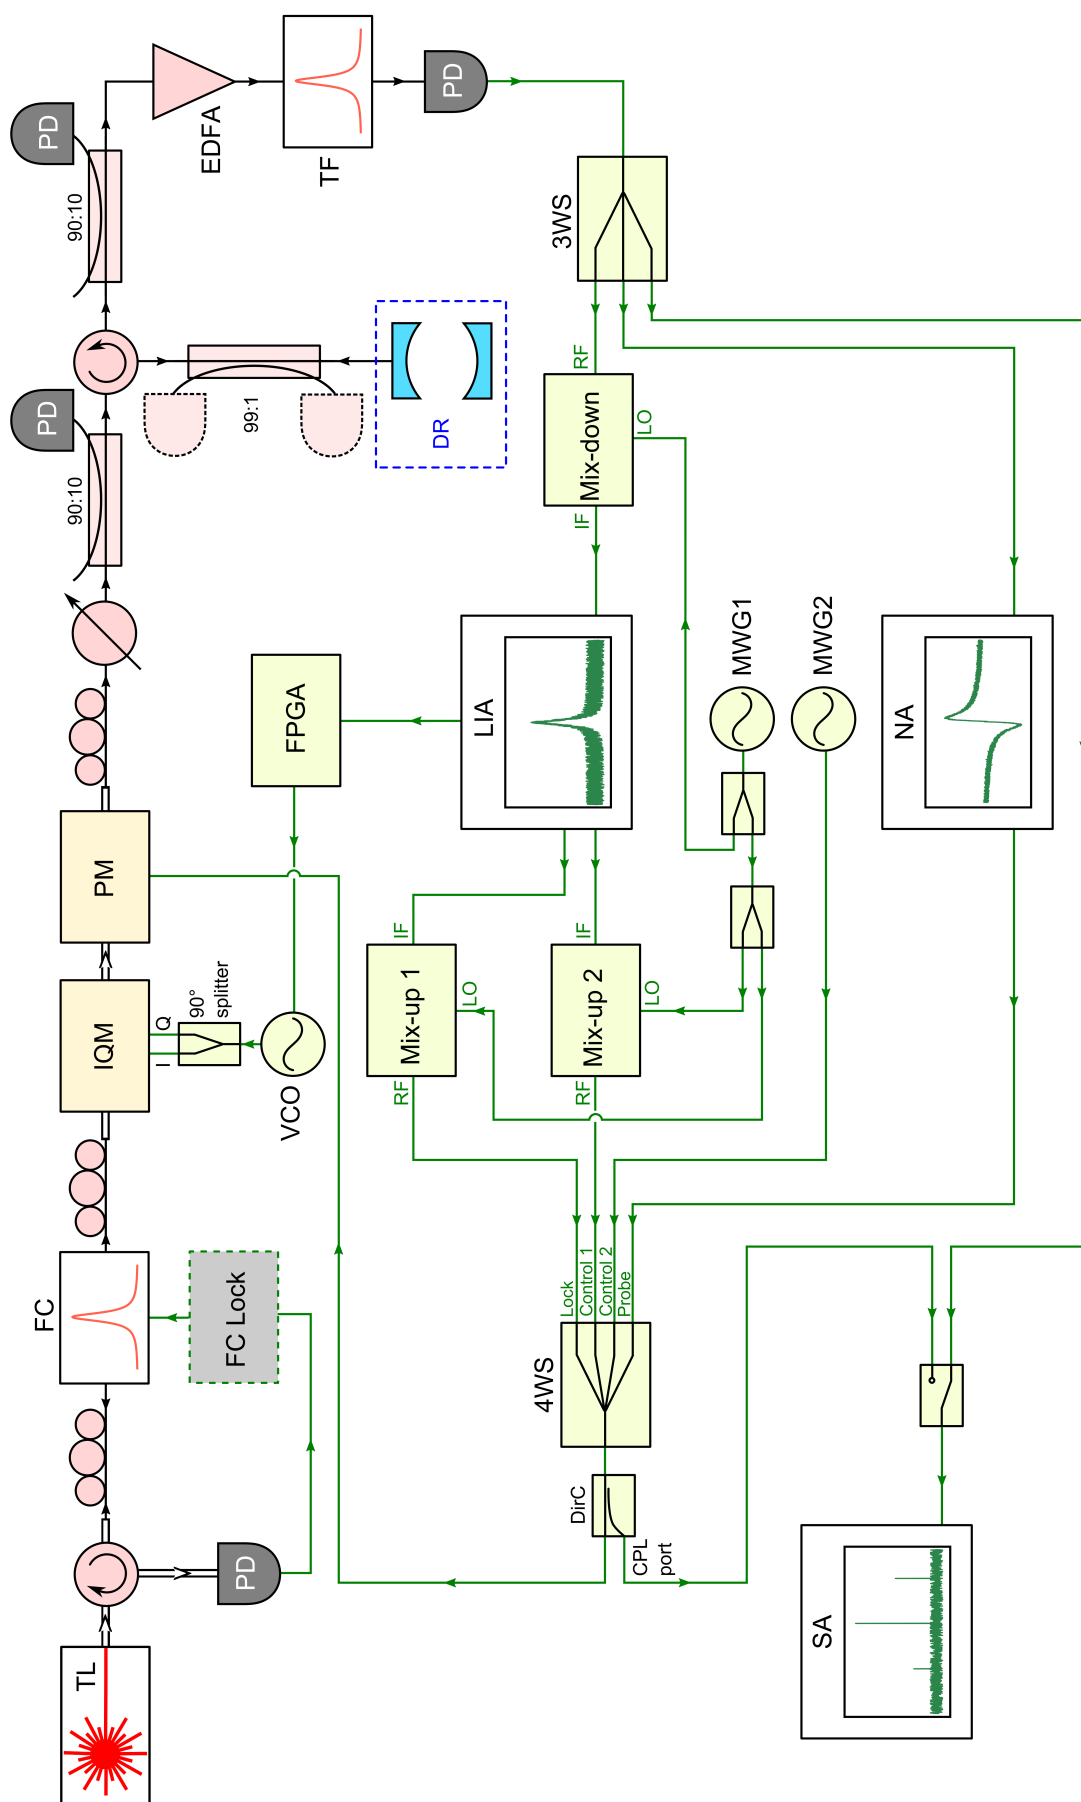 TL
PD
FC
FC Lock
IQM
I
Q
90°
splitter
VCO
PM
FPGA
90:10
PD
99:1
DR
90:10
PD
EDFA
TF
PD
3WS
RF
Mix-down
LO
IF
LIA
MWG1
MWG2
NA
IF
Mix-up 1
LO
RF
IF
Mix-up 2
LO
RF
Lock
Control 1
Control 2
Probe
4WS
DirC
CPL
port
SA